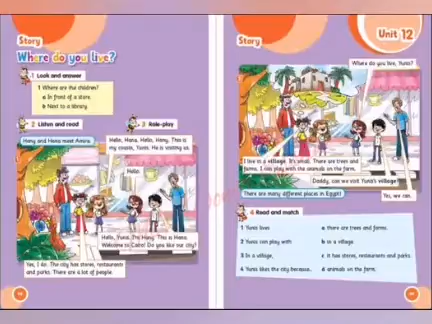 Story
Where do you live?
1 Look and answer
1 Where are the children?
a In front of a store.
b Next to a library.
2 Listen and read
3 Role-play
Hany and Hana meet Amira.
Hello, Hana. Hello, Hany. This is
my cousin, Yunis. He is visiting us.
Hello.
Hello, Yunis. I'm Hany. This is Hana.
Welcome to Cairo! Do you like our city?
Yes, I do. The city has stores, restaurants
and parks. There are a lot of people.
Story
Unit 12
Where do you live, Yunis?
I live in a village. It's small. There are trees and
farms. I can play with the animals on the farm.
Daddy, can we visit Yunis's village?
There are many different places in Egypt!
Yes, we can.
4 Read and match
1 Yunis lives
a there are trees and farms.
2 Yunis can play with
b in a village.
3 In a village,
c it has stores, restaurants and parks.
4 Yunis likes the city because
d animals on the farm.